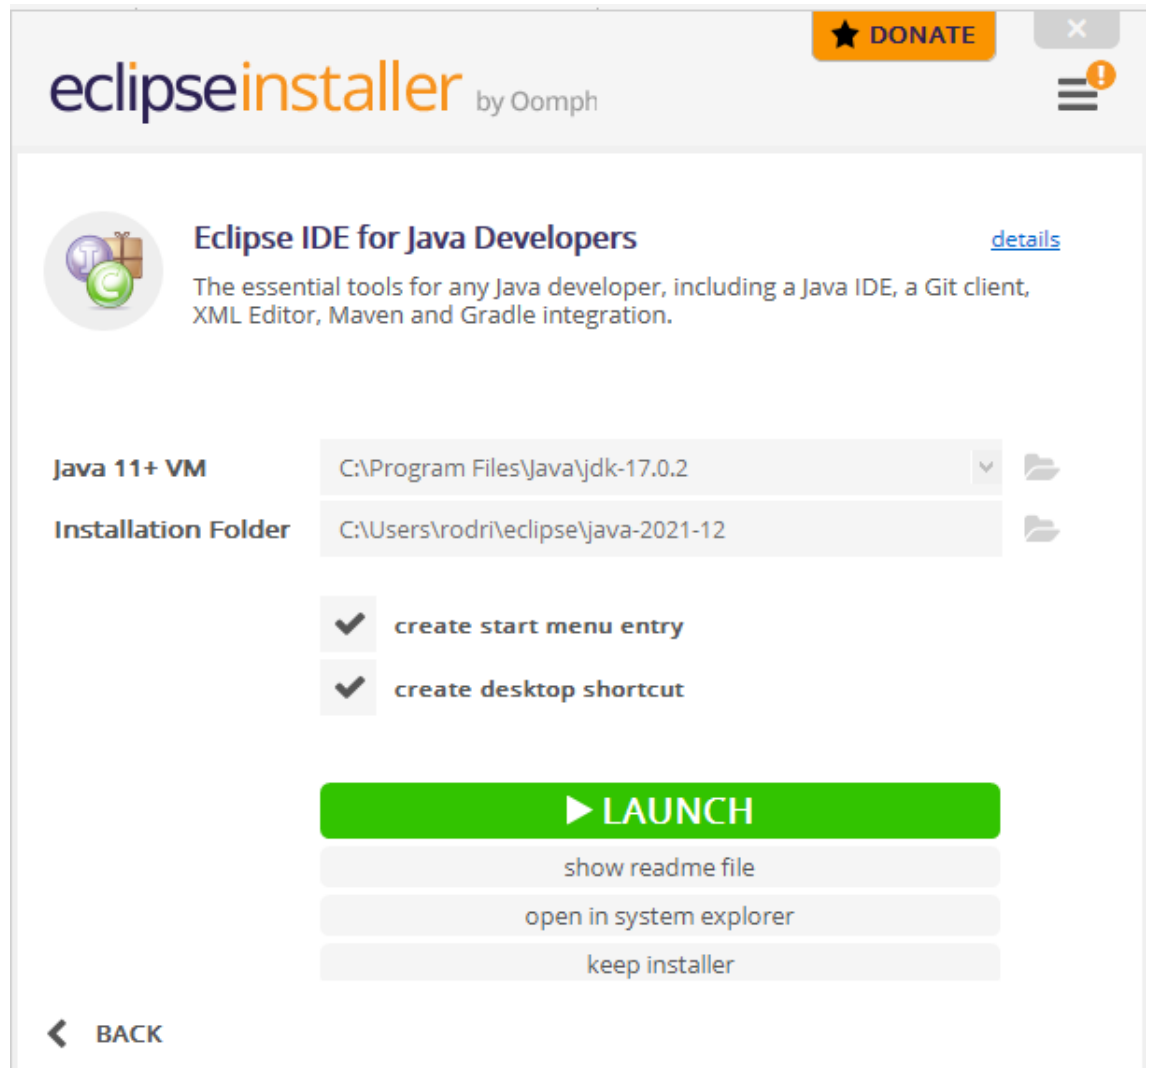 ★ DONATE
×
eclipseinstaller by Oomph
!
Eclipse IDE for Java Developers
details
The essential tools for any Java developer, including a Java IDE, a Git client,
XML Editor, Maven and Gradle integration.
Java 11+ VM
C:\Program Files\Java\jdk-17.0.2
Installation Folder
C:\Users\rodri\eclipse\java-2021-12
create start menu entry
create desktop shortcut
LAUNCH
show readme file
open in system explorer
keep installer
BACK